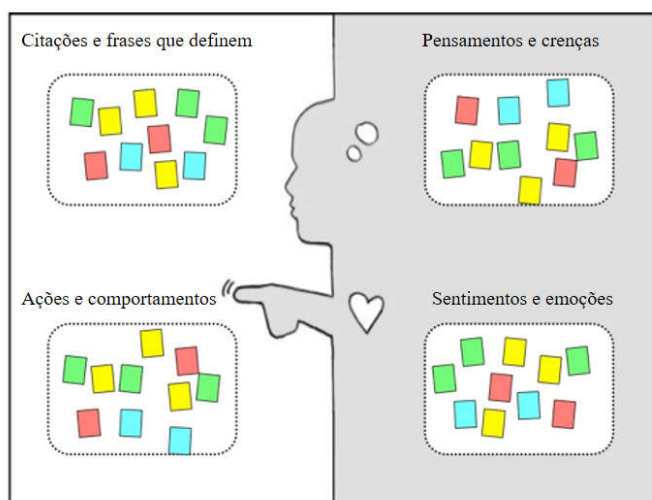 Citações e frases que definem
Pensamentos e crenças
Ações e comportamentos
Sentimentos e emoções